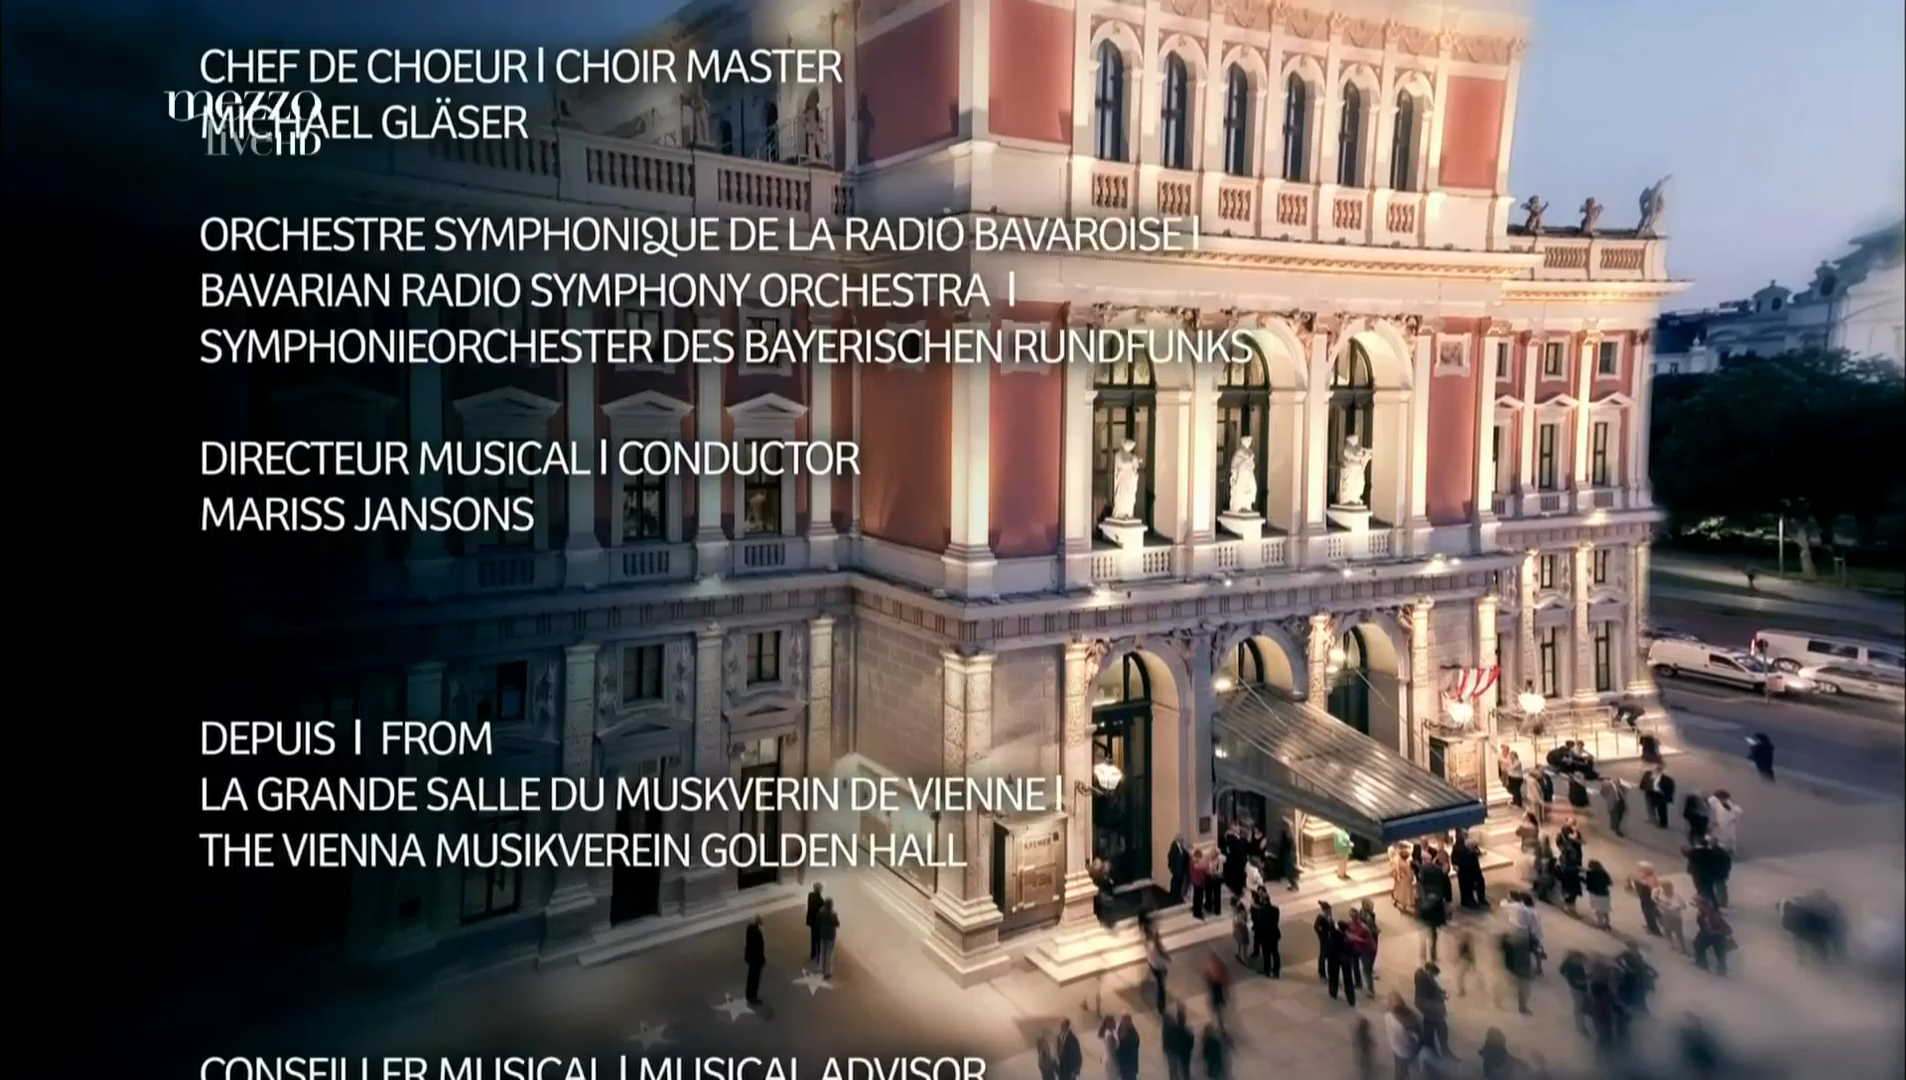 CHEF DE CHOEUR | CHOIR MASTER
mezzo
MICHAEL GLÄSER
liveHD
ORCHESTRE SYMPHONIQUE DE LA RADIO BAVAROISE |
BAVARIAN RADIO SYMPHONY ORCHESTRA |
SYMPHONIEORCHESTER DES BAYERISCHEN RUNDFUNKS
DIRECTEUR MUSICAL | CONDUCTOR
MARISS JANSONS
DEPUIS | FROM
LA GRANDE SALLE DU MUSKVERIN DE VIENNE |
THE VIENNA MUSIKVEREIN GOLDEN HALL
CONSEILLER MUSICAL | MUSICAL ADVISOR